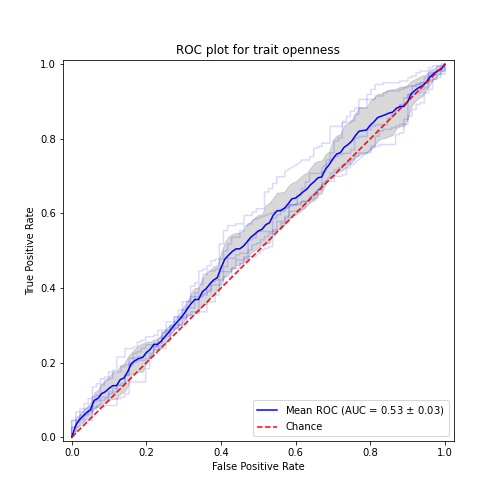 ROC plot for trait openness
True Positive Rate
1.0
0.8
0.6
0.4
0.2
0.0
Mean ROC (AUC = 0.53 ± 0.03)
Chance
0.0 0.2 0.4 0.6 0.8 1.0
False Positive Rate